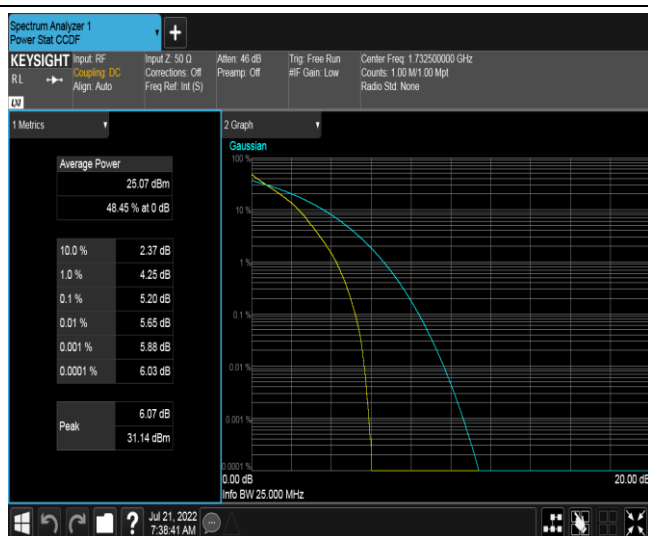 Spectrum Analyzer 1
Power Stat CCDF
+
KEYSIGHT
RL
LXI
Input: RF
Coupling: DC
Align: Auto
Input Z: 50 Ω
Corrections: Off
Freq Ref: Int (S)
Atten: 46 dB
Preamp: Off
Trig: Free Run
#IF Gain: Low
Center Freq: 1.732500000 GHz
Counts: 1.00 M/1.00 Mpt
Radio Std: None
1 Metrics
Average Power
25.07 dBm
48.45 % at 0 dB
10.0 % 2.37 dB
1.0 % 4.25 dB
0.1 % 5.20 dB
0.01 % 5.65 dB
0.001 % 5.88 dB
0.0001 % 6.03 dB
Peak
6.07 dB
31.14 dBm
2 Graph
Gaussian
100 %
10 %
1 %
0.1 %
0.01 %
0.001 %
0.0001 %
0.00 dB 20.00 dB
Info BW 25.000 MHz
?
Jul 21, 2022
7:38:41 AM